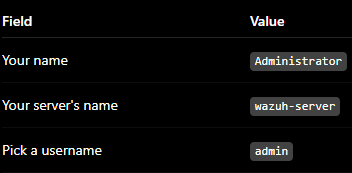 Field Value
Your name Administrator
Your server's name wazuh-server
Pick a username admin